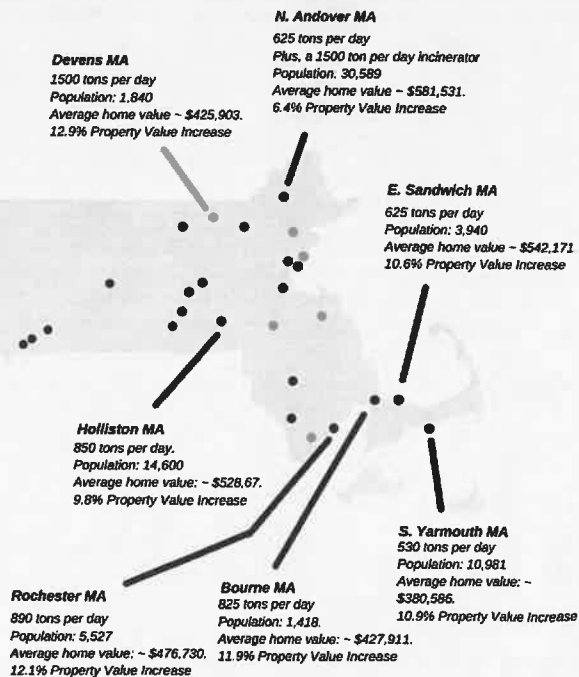 N. Andover MA
625 tons per day
Plus, a 1500 ton per day incinerator
Population: 30,589
Average home value ~ $581,531.
6.4% Property Value Increase
Devens MA
1500 tons per day
Population: 1,840
Average home value ~ $425,903.
12.9% Property Value Increase
E. Sandwich MA
625 tons per day
Population: 3,940
Average home value ~ $542,171
10.6% Property Value Increase
Holliston MA
850 tons per day.
Population: 14,600
Average home value: ~ $528,67.
9.8% Property Value Increase
S. Yarmouth MA
530 tons per day
Population: 10,981
Average home value: ~
$380,586.
10.9% Property Value Increase
Rochester MA
890 tons per day
Population: 5,527
Average home value: ~ $476,730.
12.1% Property Value Increase
Bourne MA
825 tons per day
Population: 1,418.
Average home value: ~ $427,911.
11.9% Property Value Increase